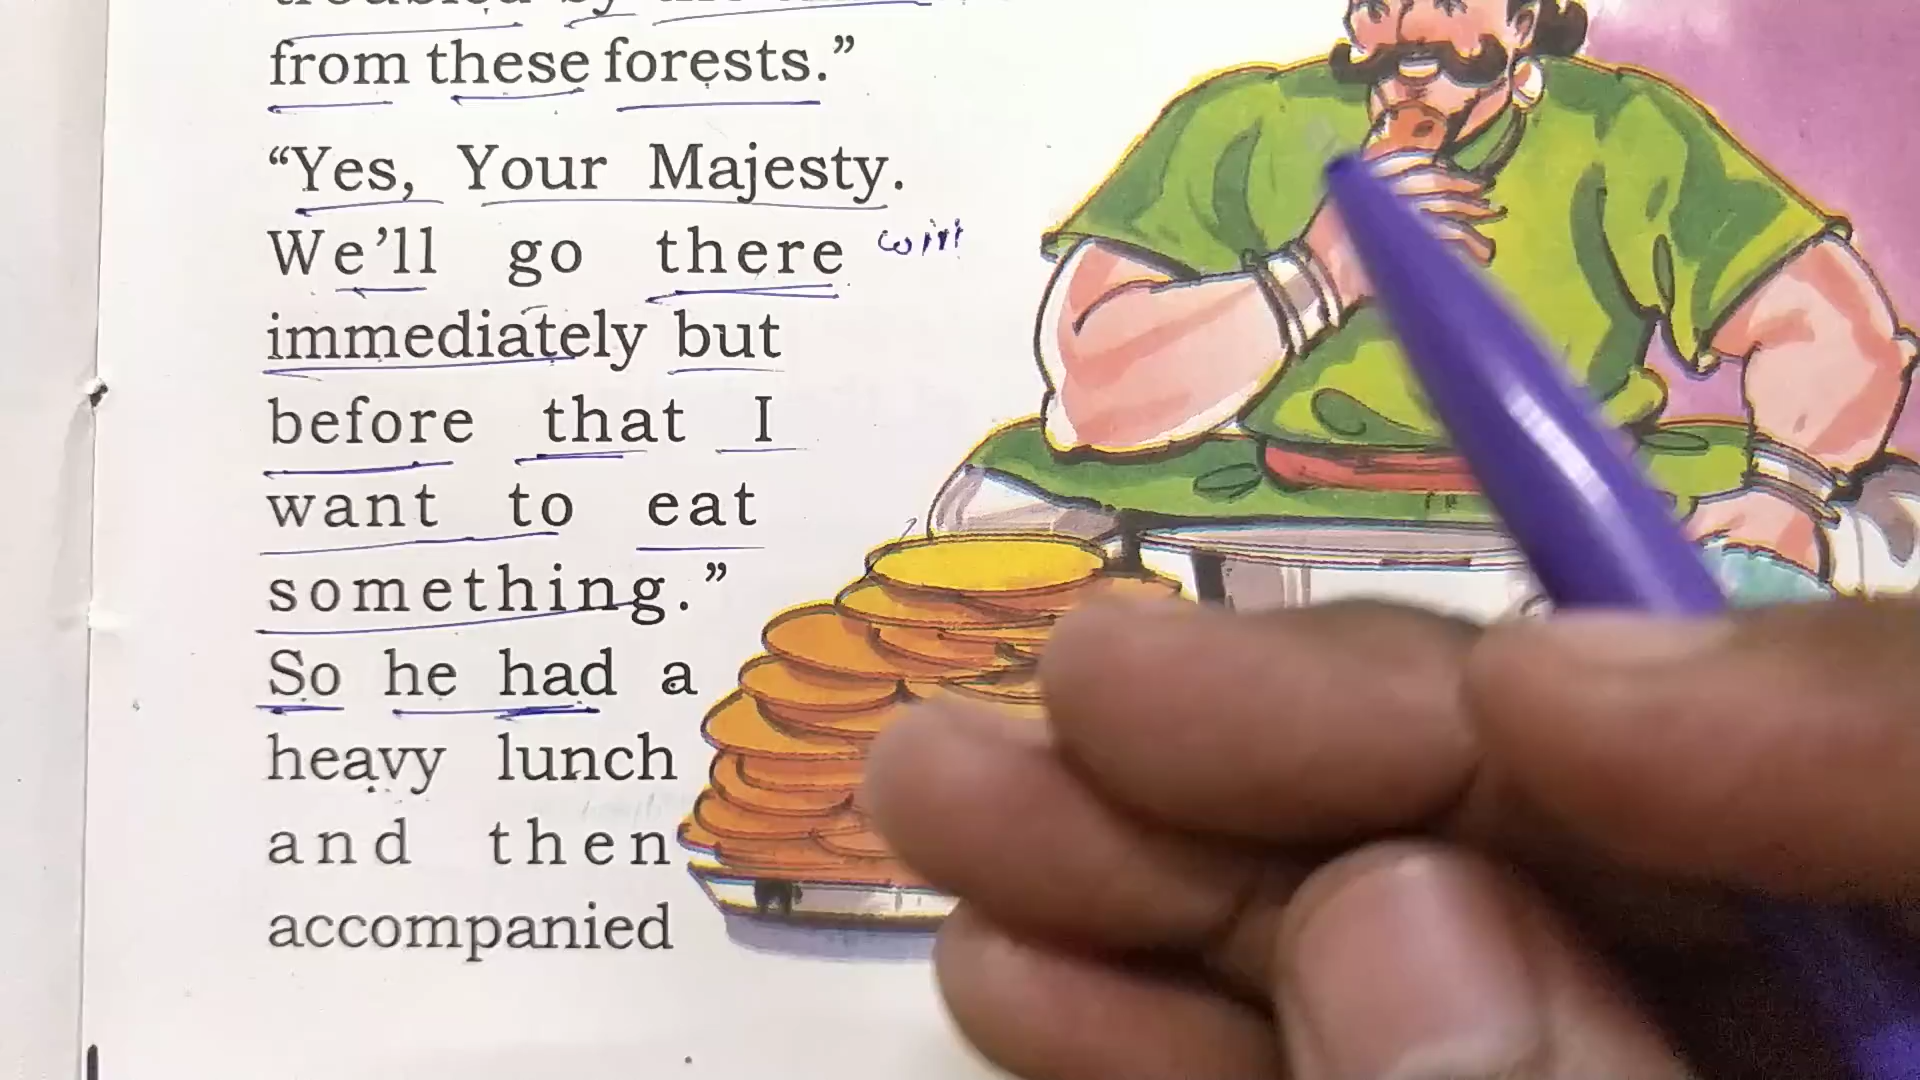 from these forests.”
“Yes, Your Majesty.
We’ll go there will
immediately but
before that I
want to eat
something.”
So he had a
heavy lunch
and then
accompanied